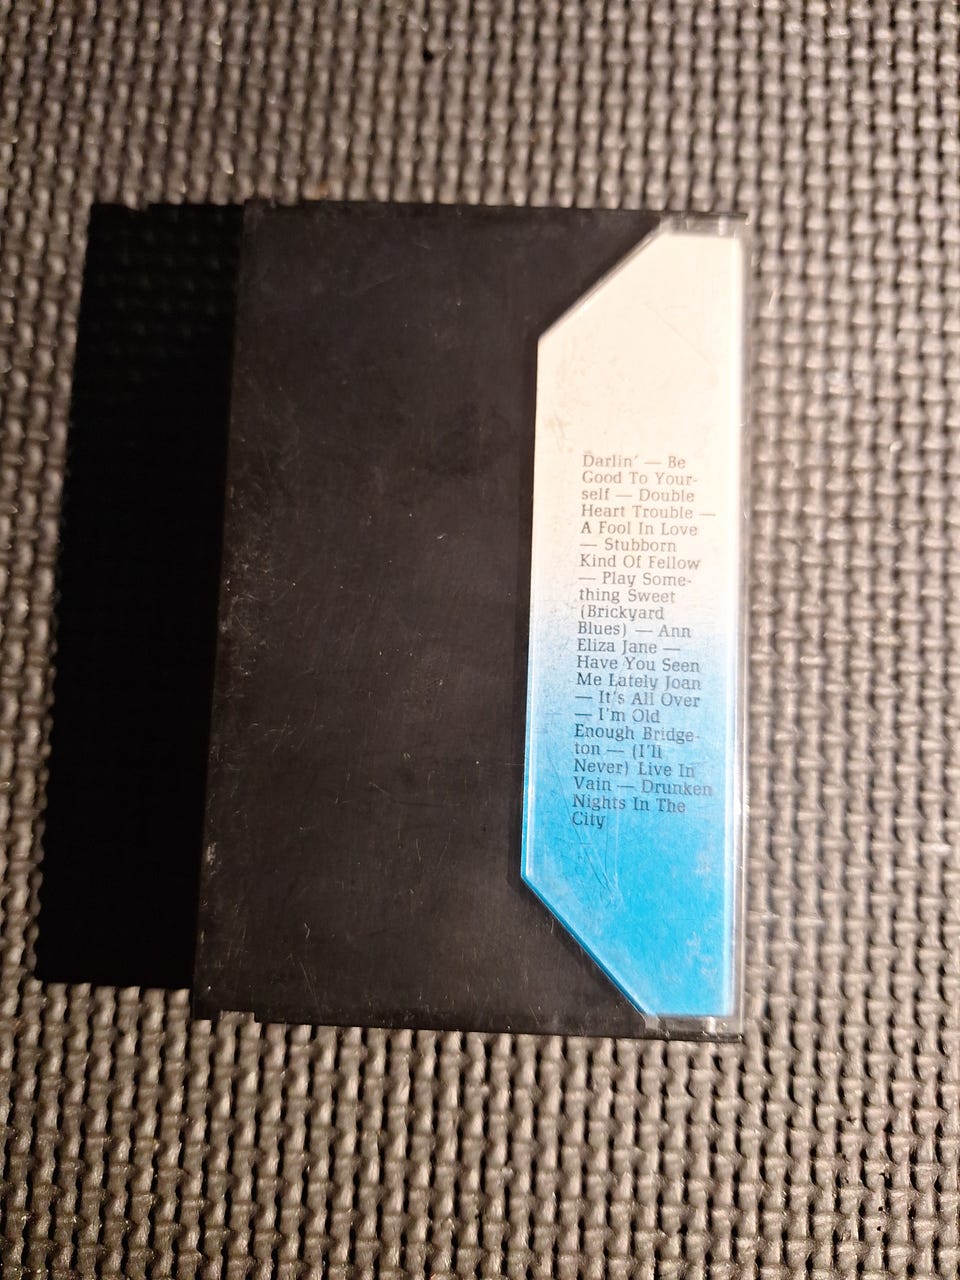 Darlin' — Be
Good To Your-
self — Double
Heart Trouble —
A Fool In Love
— Stubborn
Kind Of Fellow
— Play Some-
thing Sweet
(Brickyard
Blues) — Ann
Eliza Jane —
Have You Seen
Me Lately Joan
— It's All Over
— I'm Old
Enough Bridge-
ton — (I'll
Never) Live In
Vain — Drunken
Nights In The
City